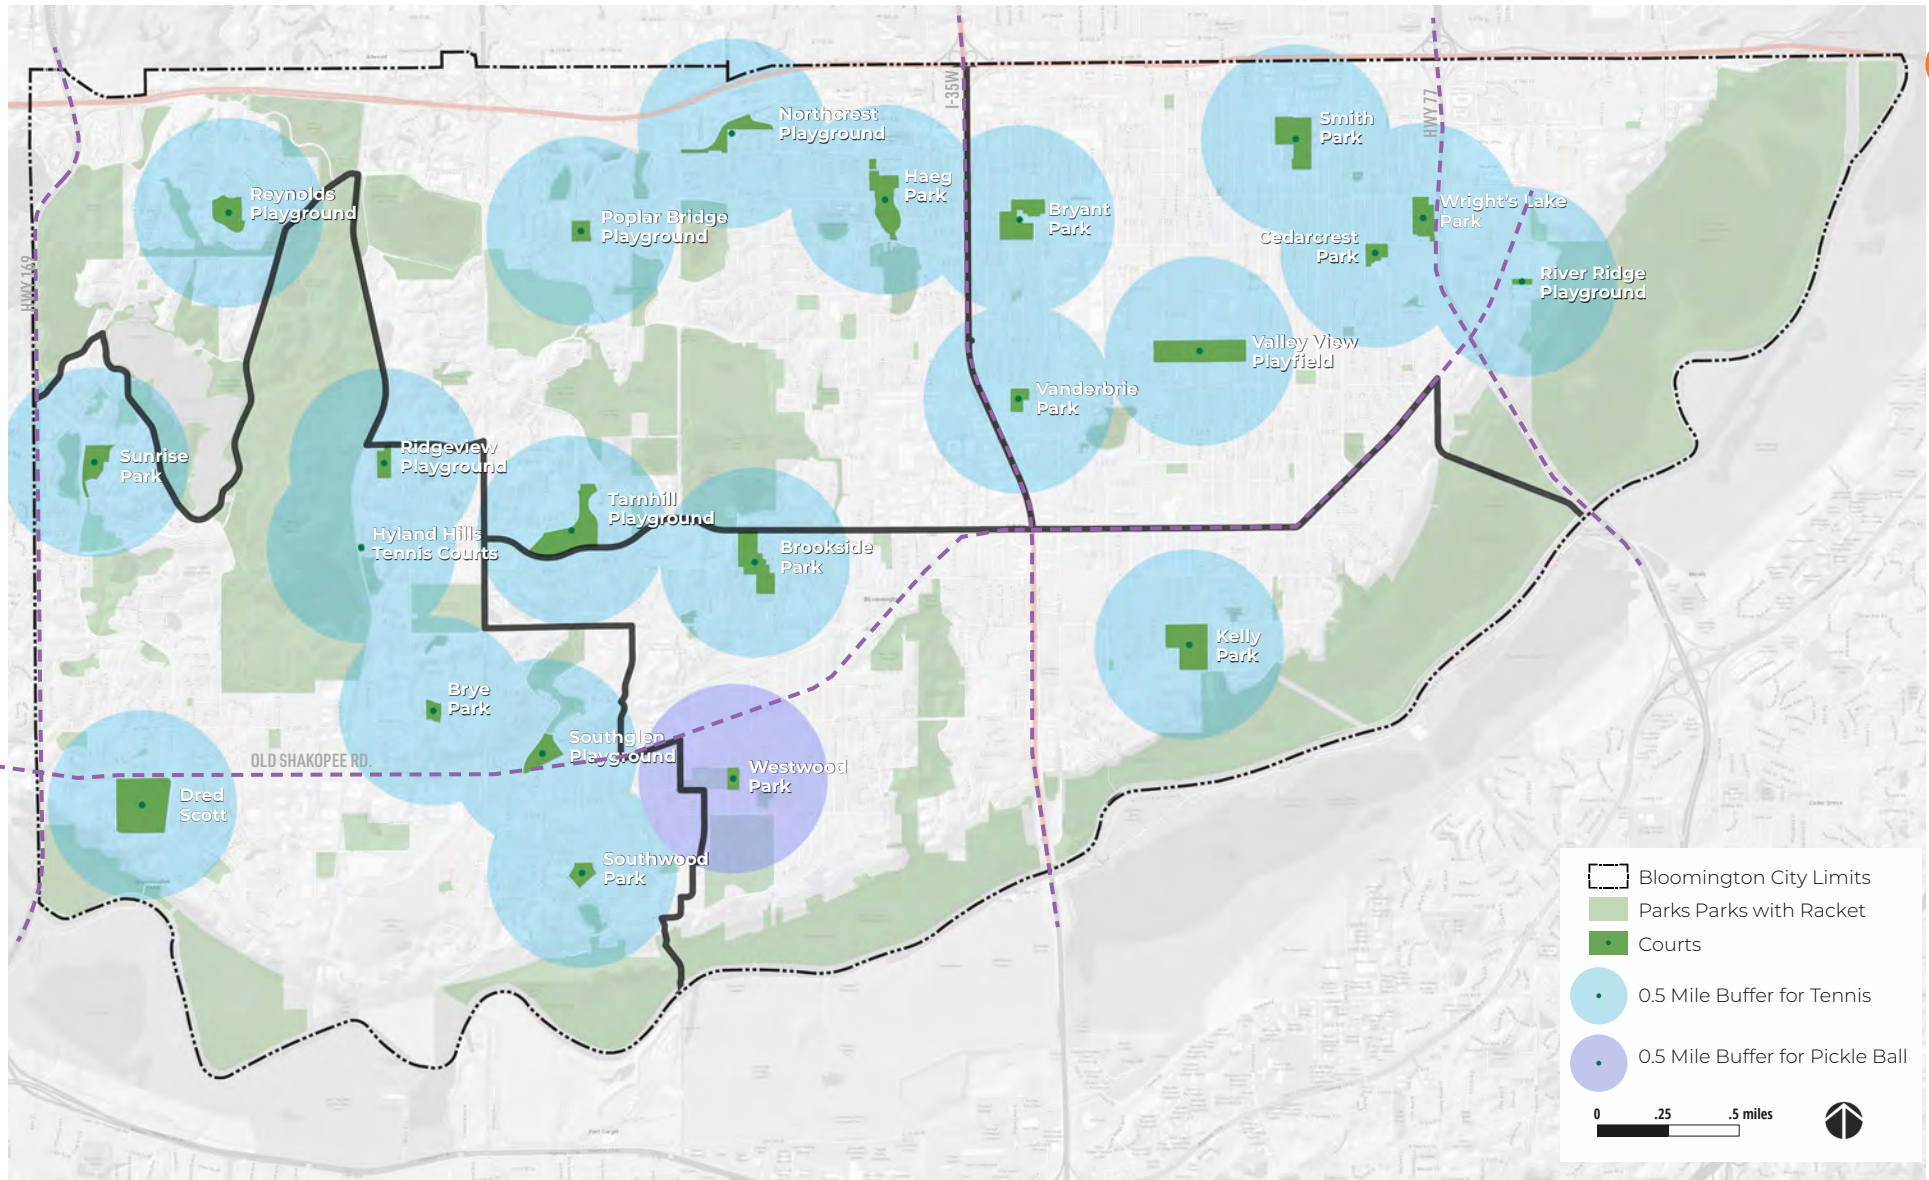 Northcrest
Playground
I-35W
HWY 77
Smith
Park
Haeg
Park
Reynolds
Playground
Poplar Bridge
Playground
Bryant
Park
Wright's Lake
Park
Cedarcrest
Park
HWY 169
River Ridge
Playground
Valley View
Playfield
Vanderbrie
Park
Sunrise
Park
Ridgeview
Playground
Tarnhill
Playground
Hyland Hills
Tennis Courts
Brookside
Park
Kelly
Park
Brye
Park
Southglen
Playground
OLD SHAKOPEE RD.
Westwood
Park
Dred
Scott
Southwood
Park
Bloomington City Limits
Parks Parks with Racket
Courts
0.5 Mile Buffer for Tennis
0.5 Mile Buffer for Pickle Ball
0 .25 .5 miles